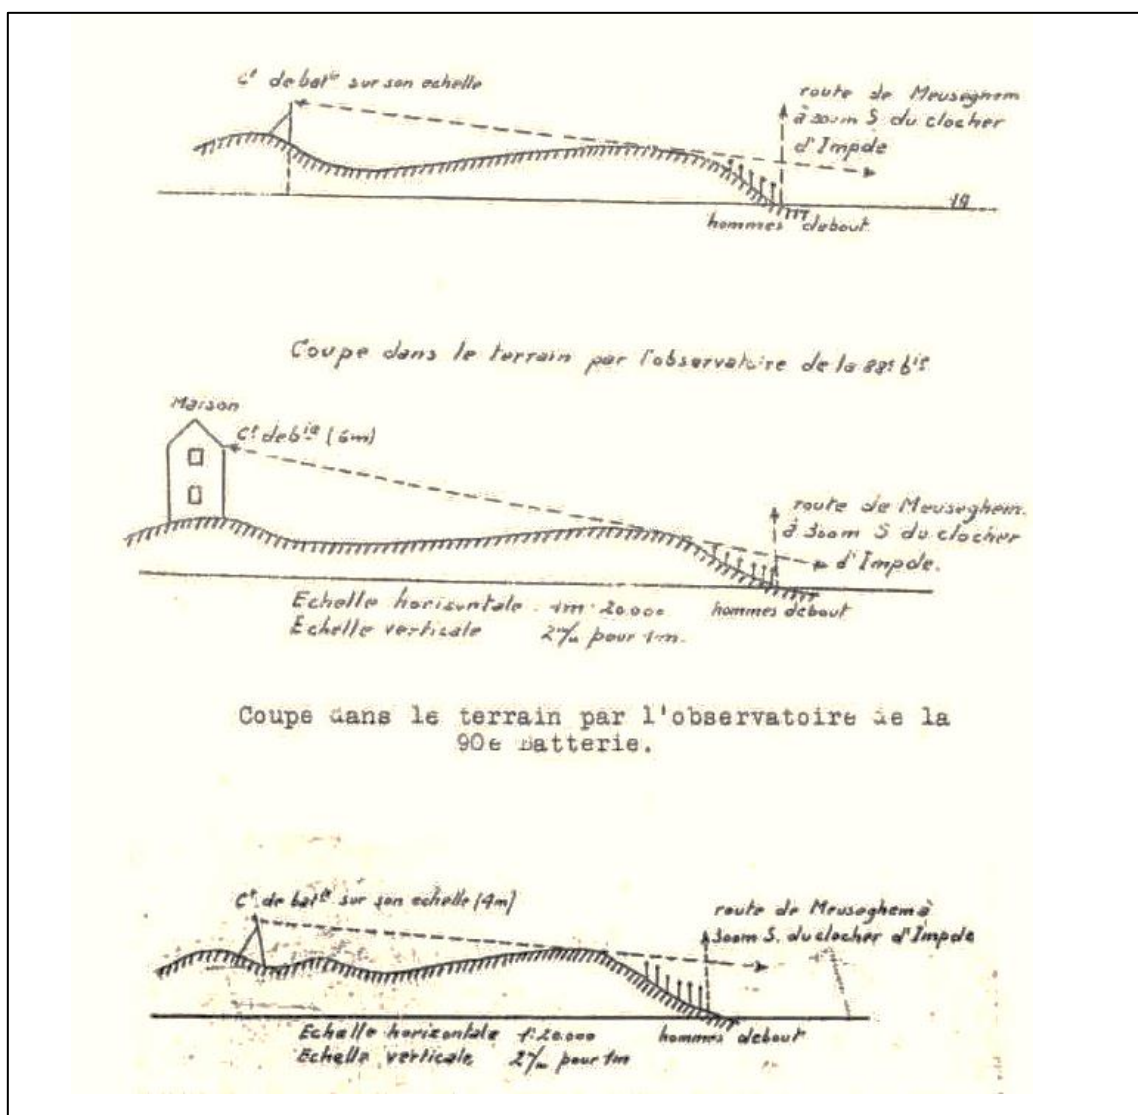 Ct de batie sur son echelle
route de Meuseghem
à 300m S du clocher
d'Impde
19
hommes debout.
Coupe dans le terrain par l'observatoire de la 88e bie
Maison
Ct de bie (6m)
route de Meuseghem.
à 300m S du clocher
d'Impde.
Echelle horizontale 1m: 20.000
hommes debout
Echelle verticale 2m/m pour 1m.
Coupe dans le terrain par l'observatoire de la
90e Batterie.
Ct de batie sur son echelle (4m)
route de Meuseghem à
300m S. du clocher d'Impde
Echelle horizontale 1:20.000
hommes debout
Echelle verticale 2m/m pour 1m